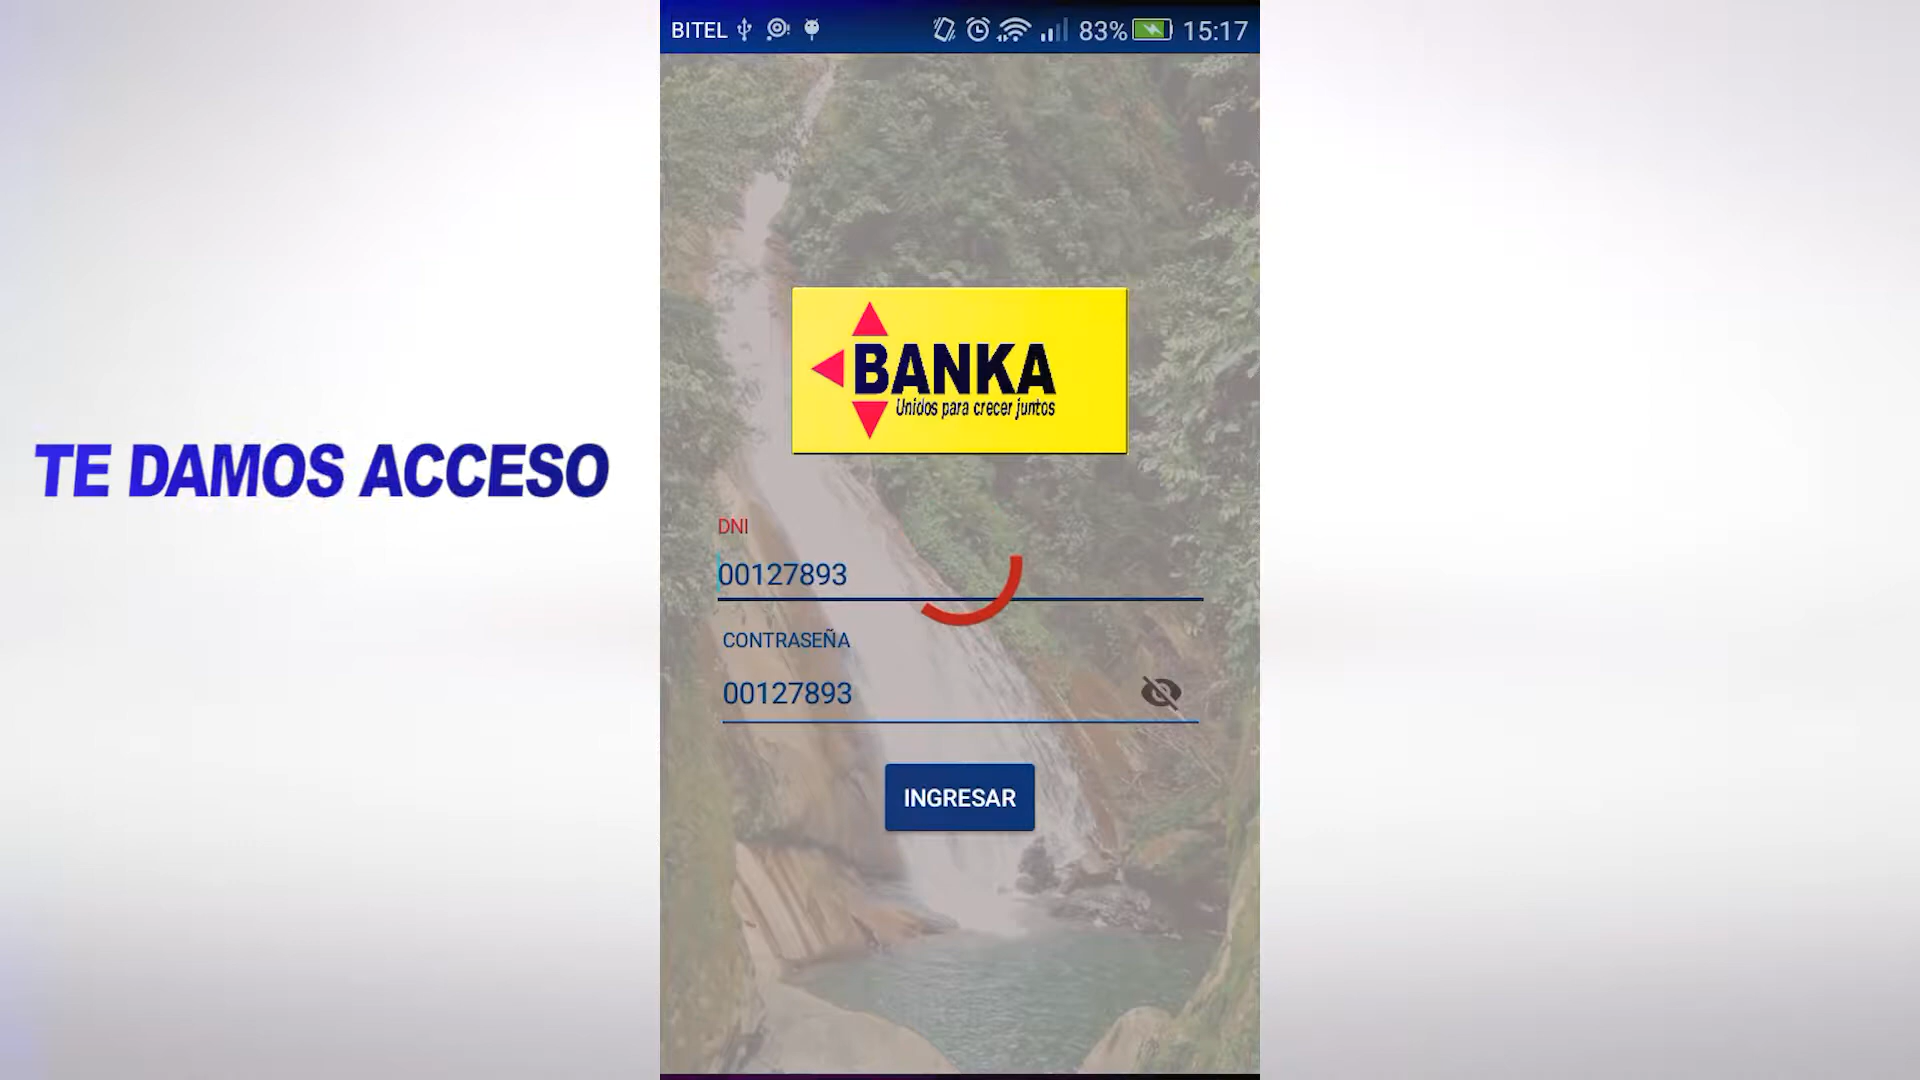 BITEL
83%
15:17
BANKA
Unidos para crecer juntos
TE DAMOS ACCESO
DNI
00127893
CONTRASEÑA
00127893
INGRESAR